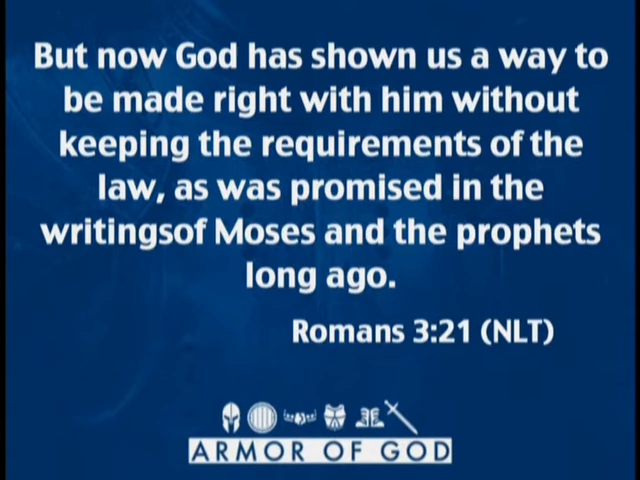 But now God has shown us a way to
be made right with him without
keeping the requirements of the
law, as was promised in the
writingsof Moses and the prophets
long ago.
Romans 3:21 (NLT)
ARMOR OF GOD